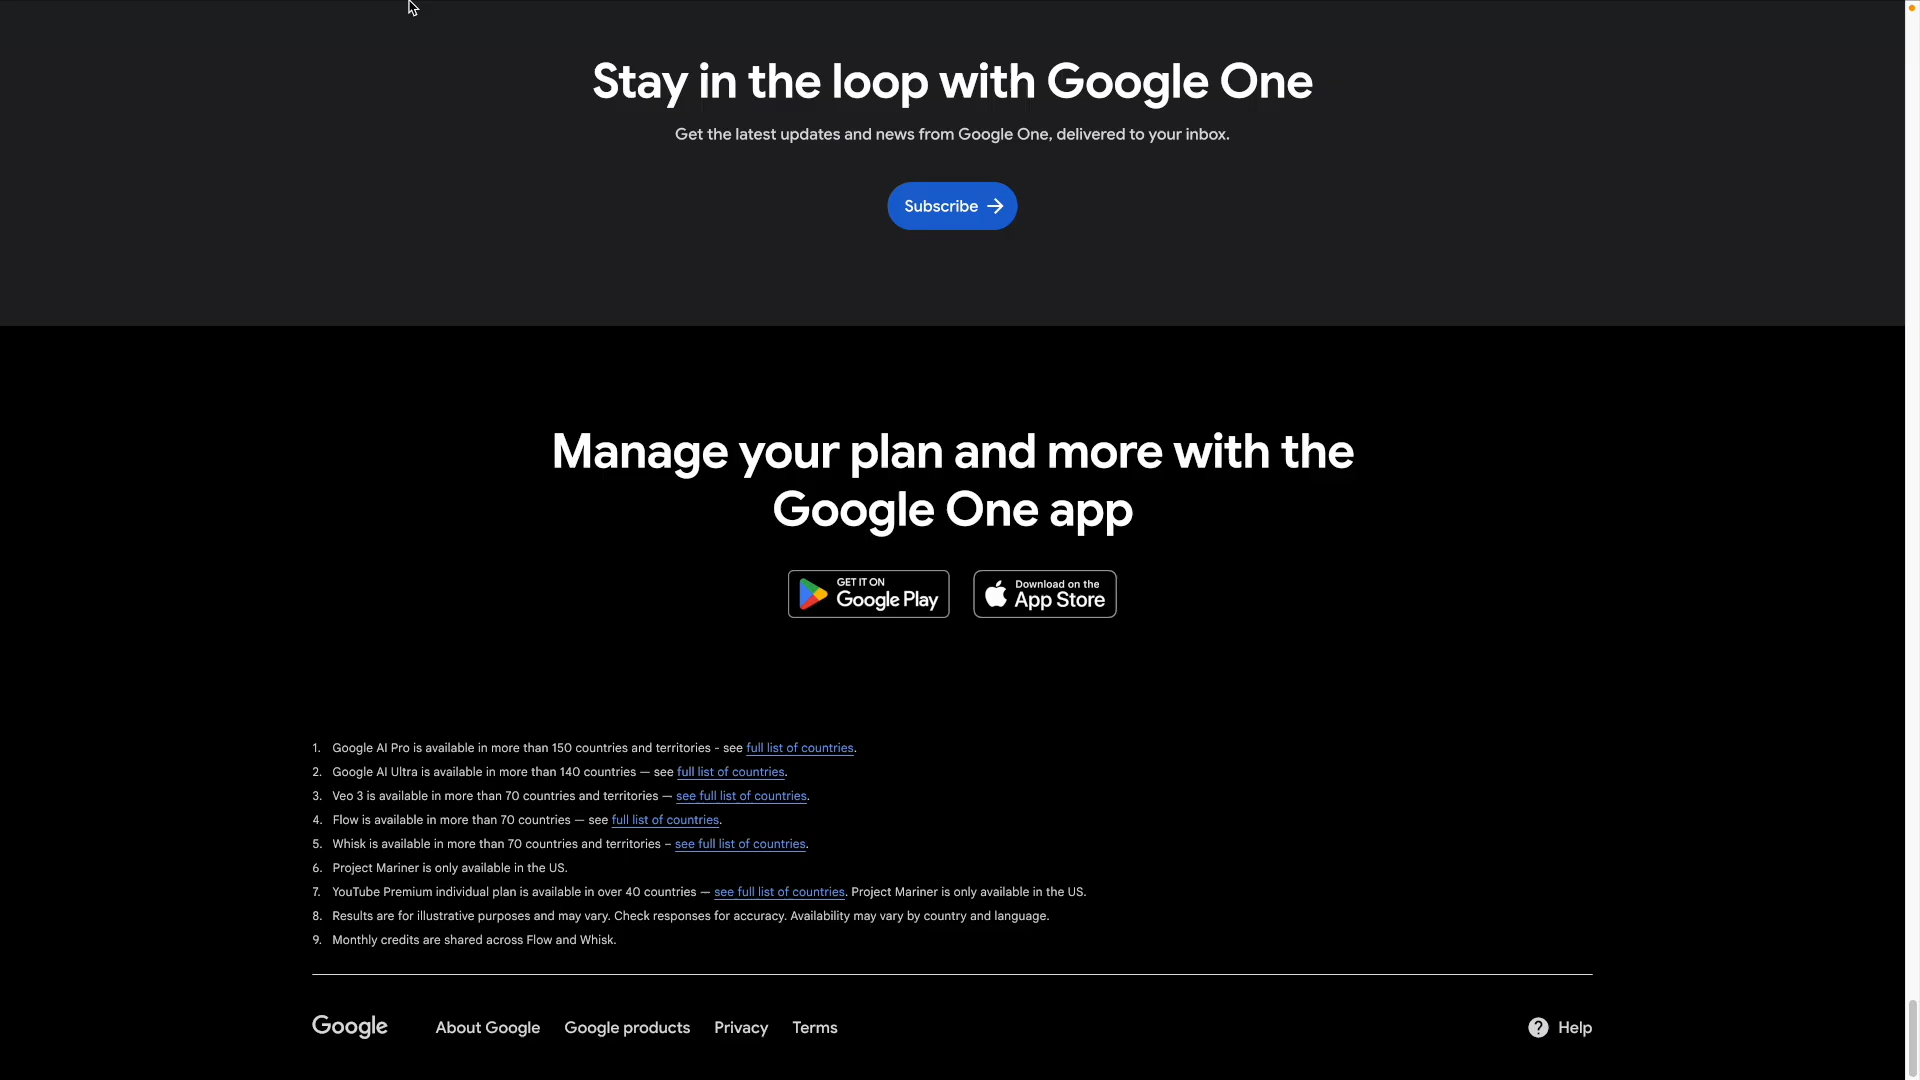 Stay in the loop with Google One
Get the latest updates and news from Google One, delivered to your inbox.
Subscribe
Manage your plan and more with the
Google One app
GET IT ON
Google Play
Download on the
App Store
1. Google AI Pro is available in more than 150 countries and territories - see full list of countries.
2. Google AI Ultra is available in more than 140 countries — see full list of countries.
3. Veo 3 is available in more than 70 countries and territories — see full list of countries.
4. Flow is available in more than 70 countries — see full list of countries.
5. Whisk is available in more than 70 countries and territories – see full list of countries.
6. Project Mariner is only available in the US.
7. YouTube Premium individual plan is available in over 40 countries — see full list of countries. Project Mariner is only available in the US.
8. Results are for illustrative purposes and may vary. Check responses for accuracy. Availability may vary by country and language.
9. Monthly credits are shared across Flow and Whisk.
Google About Google Google products Privacy Terms ? Help